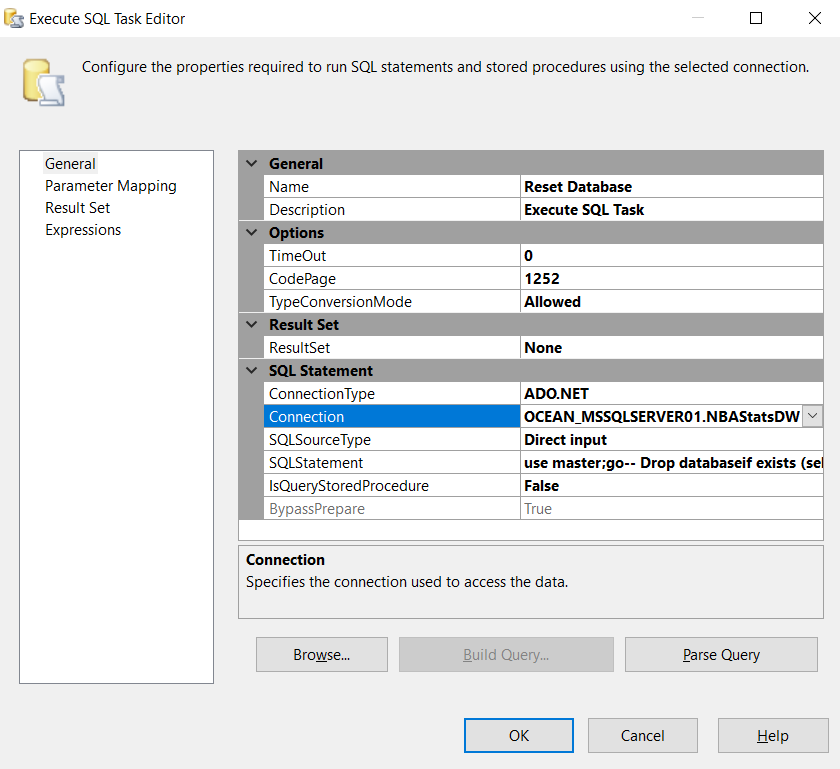 Execute SQL Task Editor
Configure the properties required to run SQL statements and stored procedures using the selected connection.
General
Parameter Mapping
Result Set
Expressions
General
Name Reset Database
Description Execute SQL Task
Options
TimeOut 0
CodePage 1252
TypeConversionMode Allowed
Result Set
ResultSet None
SQL Statement
ConnectionType ADO.NET
Connection OCEAN_MSSQLSERVER01.NBAStatsDW
SQLSourceType Direct input
SQLStatement use master;go-- Drop databaseif exists (sel
IsQueryStoredProcedure False
BypassPrepare True
Connection
Specifies the connection used to access the data.
Browse... Build Query... Parse Query
OK Cancel Help